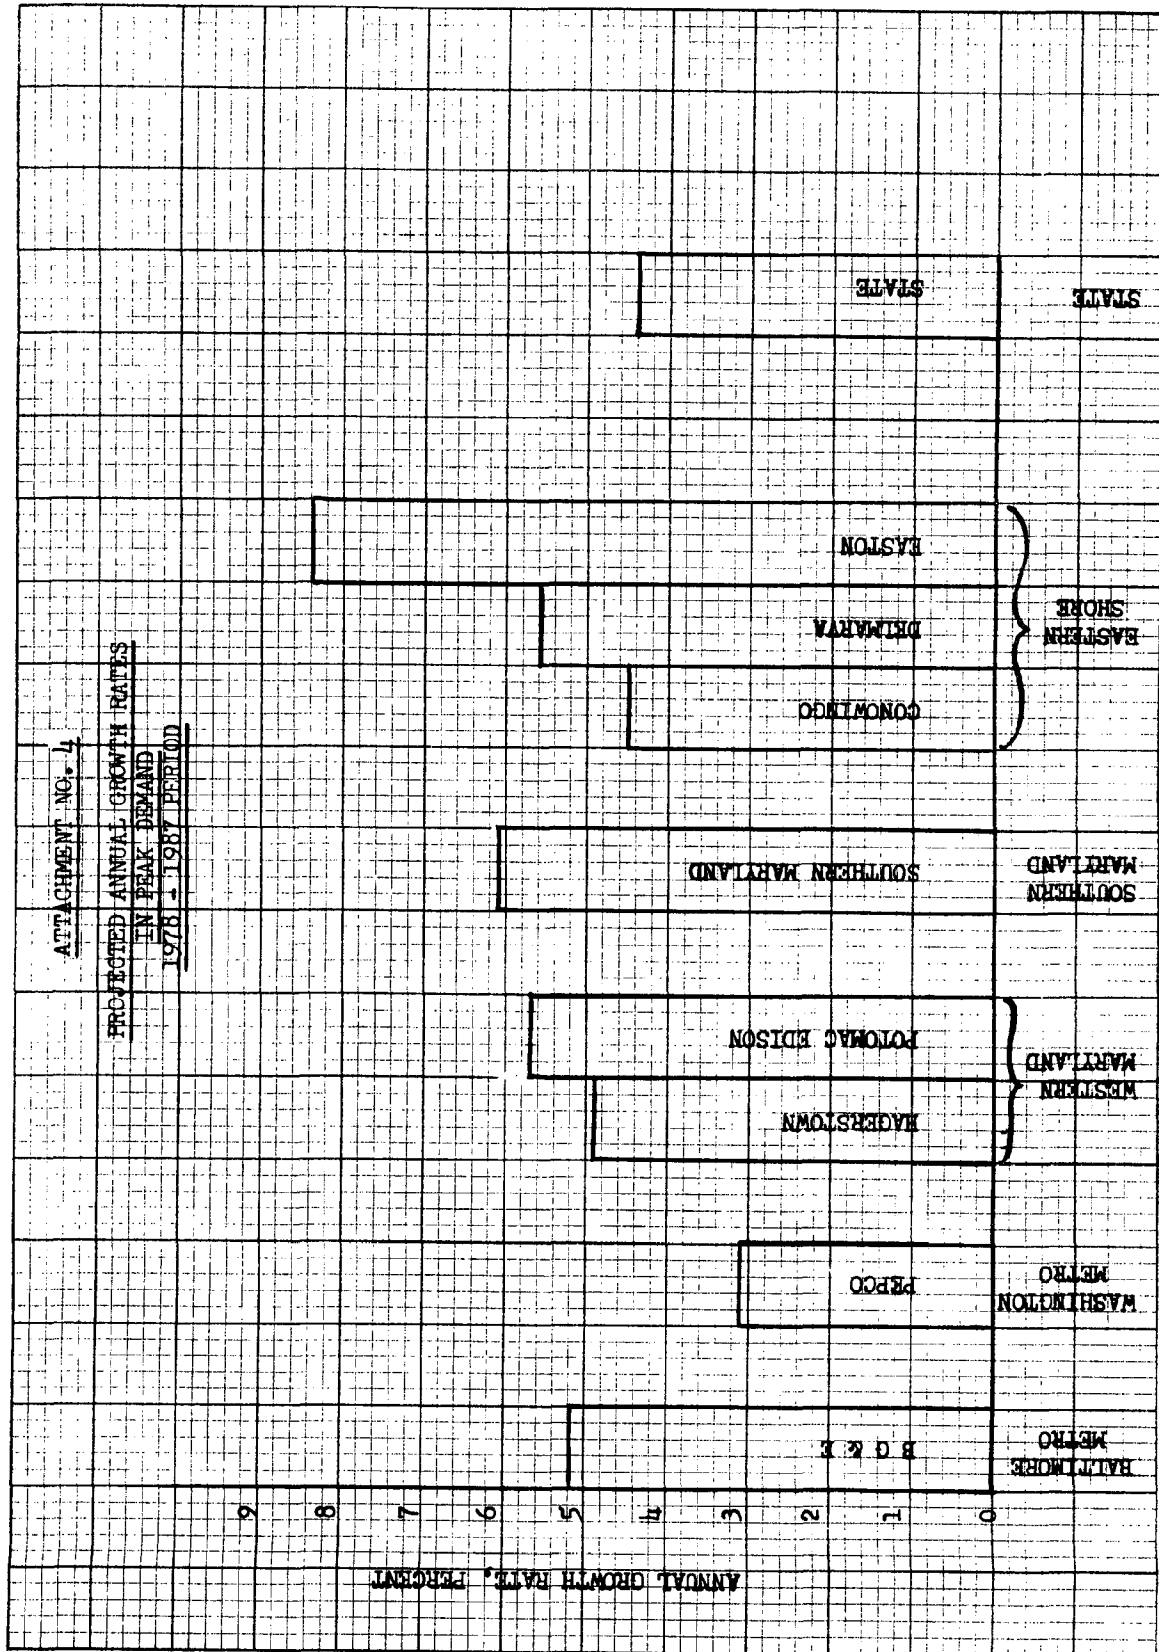 ATTACHMENT NO. 4
PROJECTED ANNUAL GROWTH RATES
IN PEAK DEMAND
1978 - 1987 PERIOD
ANNUAL GROWTH RATE, PERCENT
9
8
7
6
5
4
3
2
1
0
B G & E
PEPCO
HAGERSTOWN
POTOMAC EDISON
SOUTHERN MARYLAND
CONOWINGO
DELMARVA
EASTON
STATE
BALTIMORE
METRO
WASHINGTON
METRO
WESTERN
MARYLAND
SOUTHERN
MARYLAND
EASTERN
SHORE
STATE